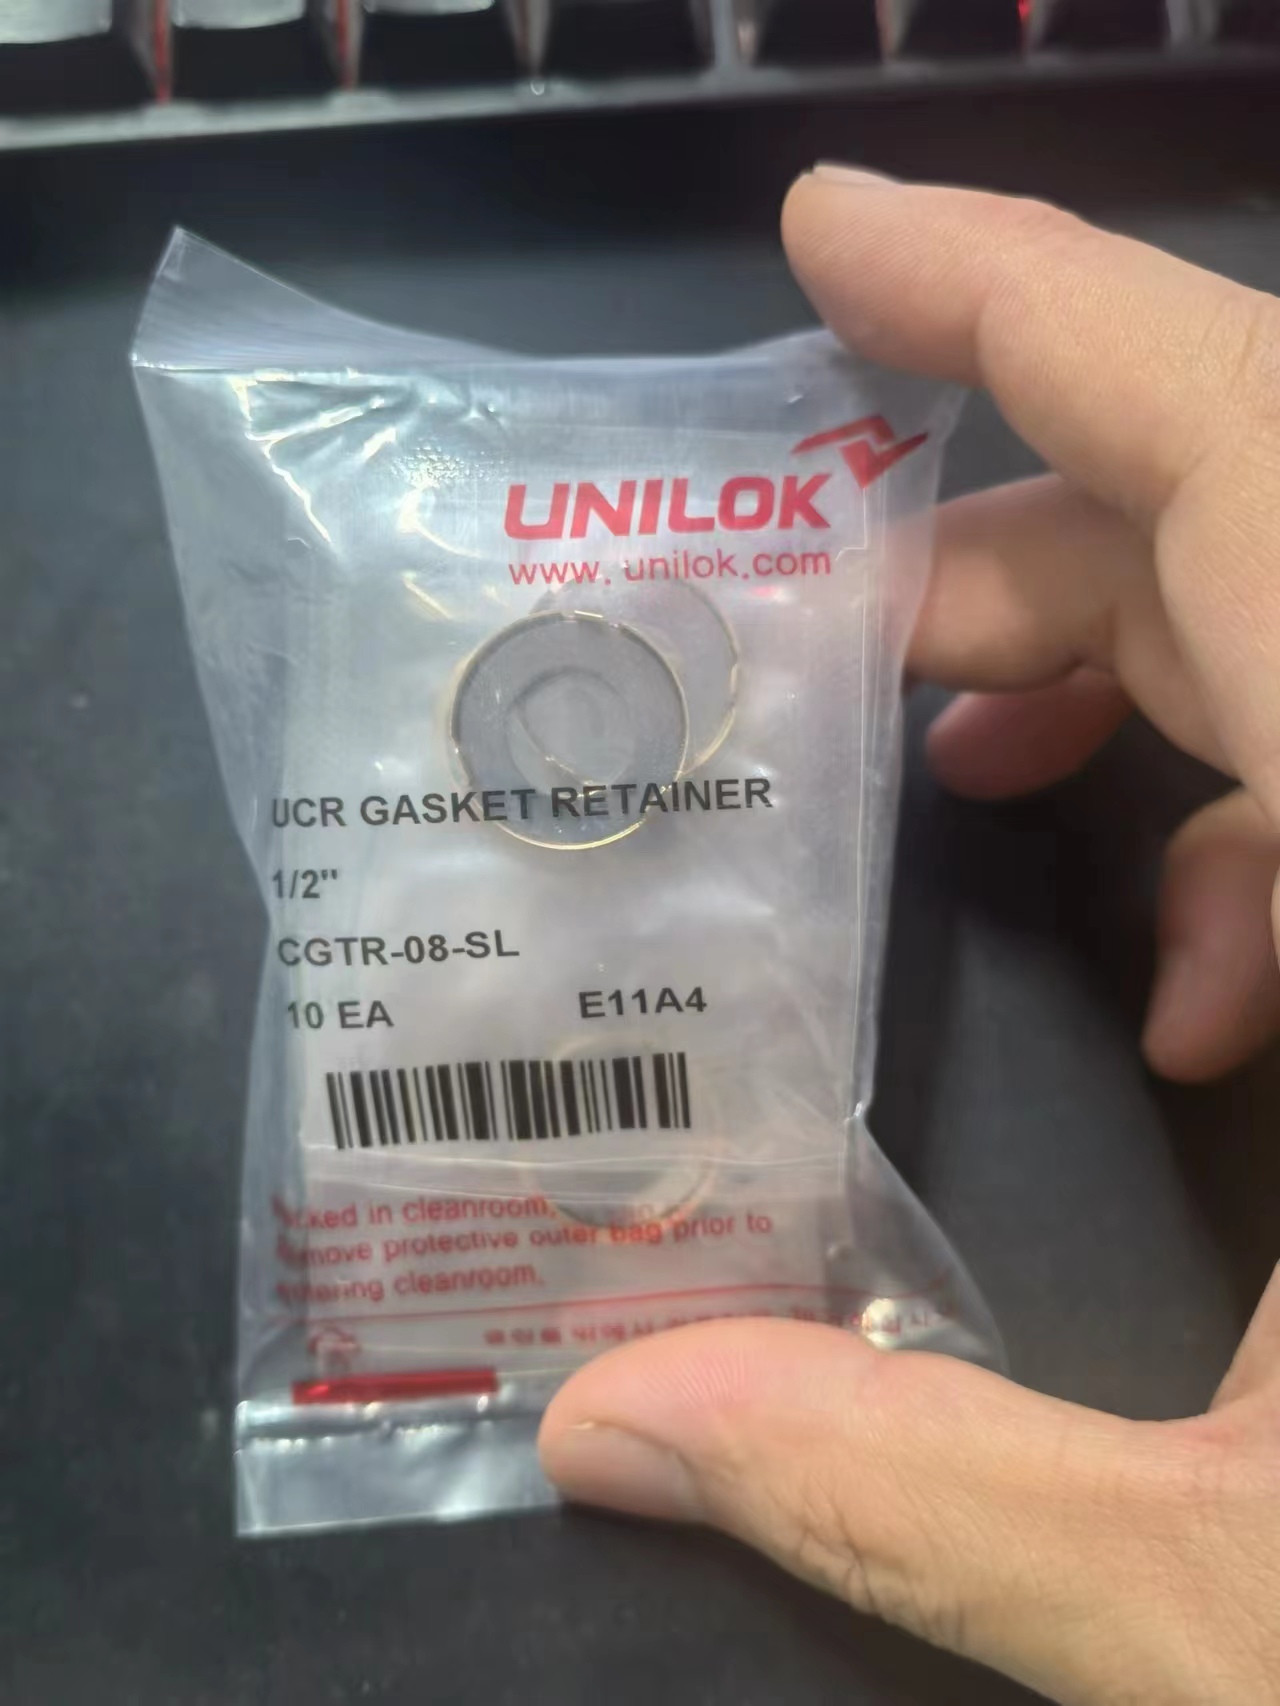 UNILOK
www.unilok.com
UCR GASKET RETAINER
1/2"
CGTR-08-SL
10 EA E11A4
in cleanroom.
protective outer bag prior to
cleanroom.